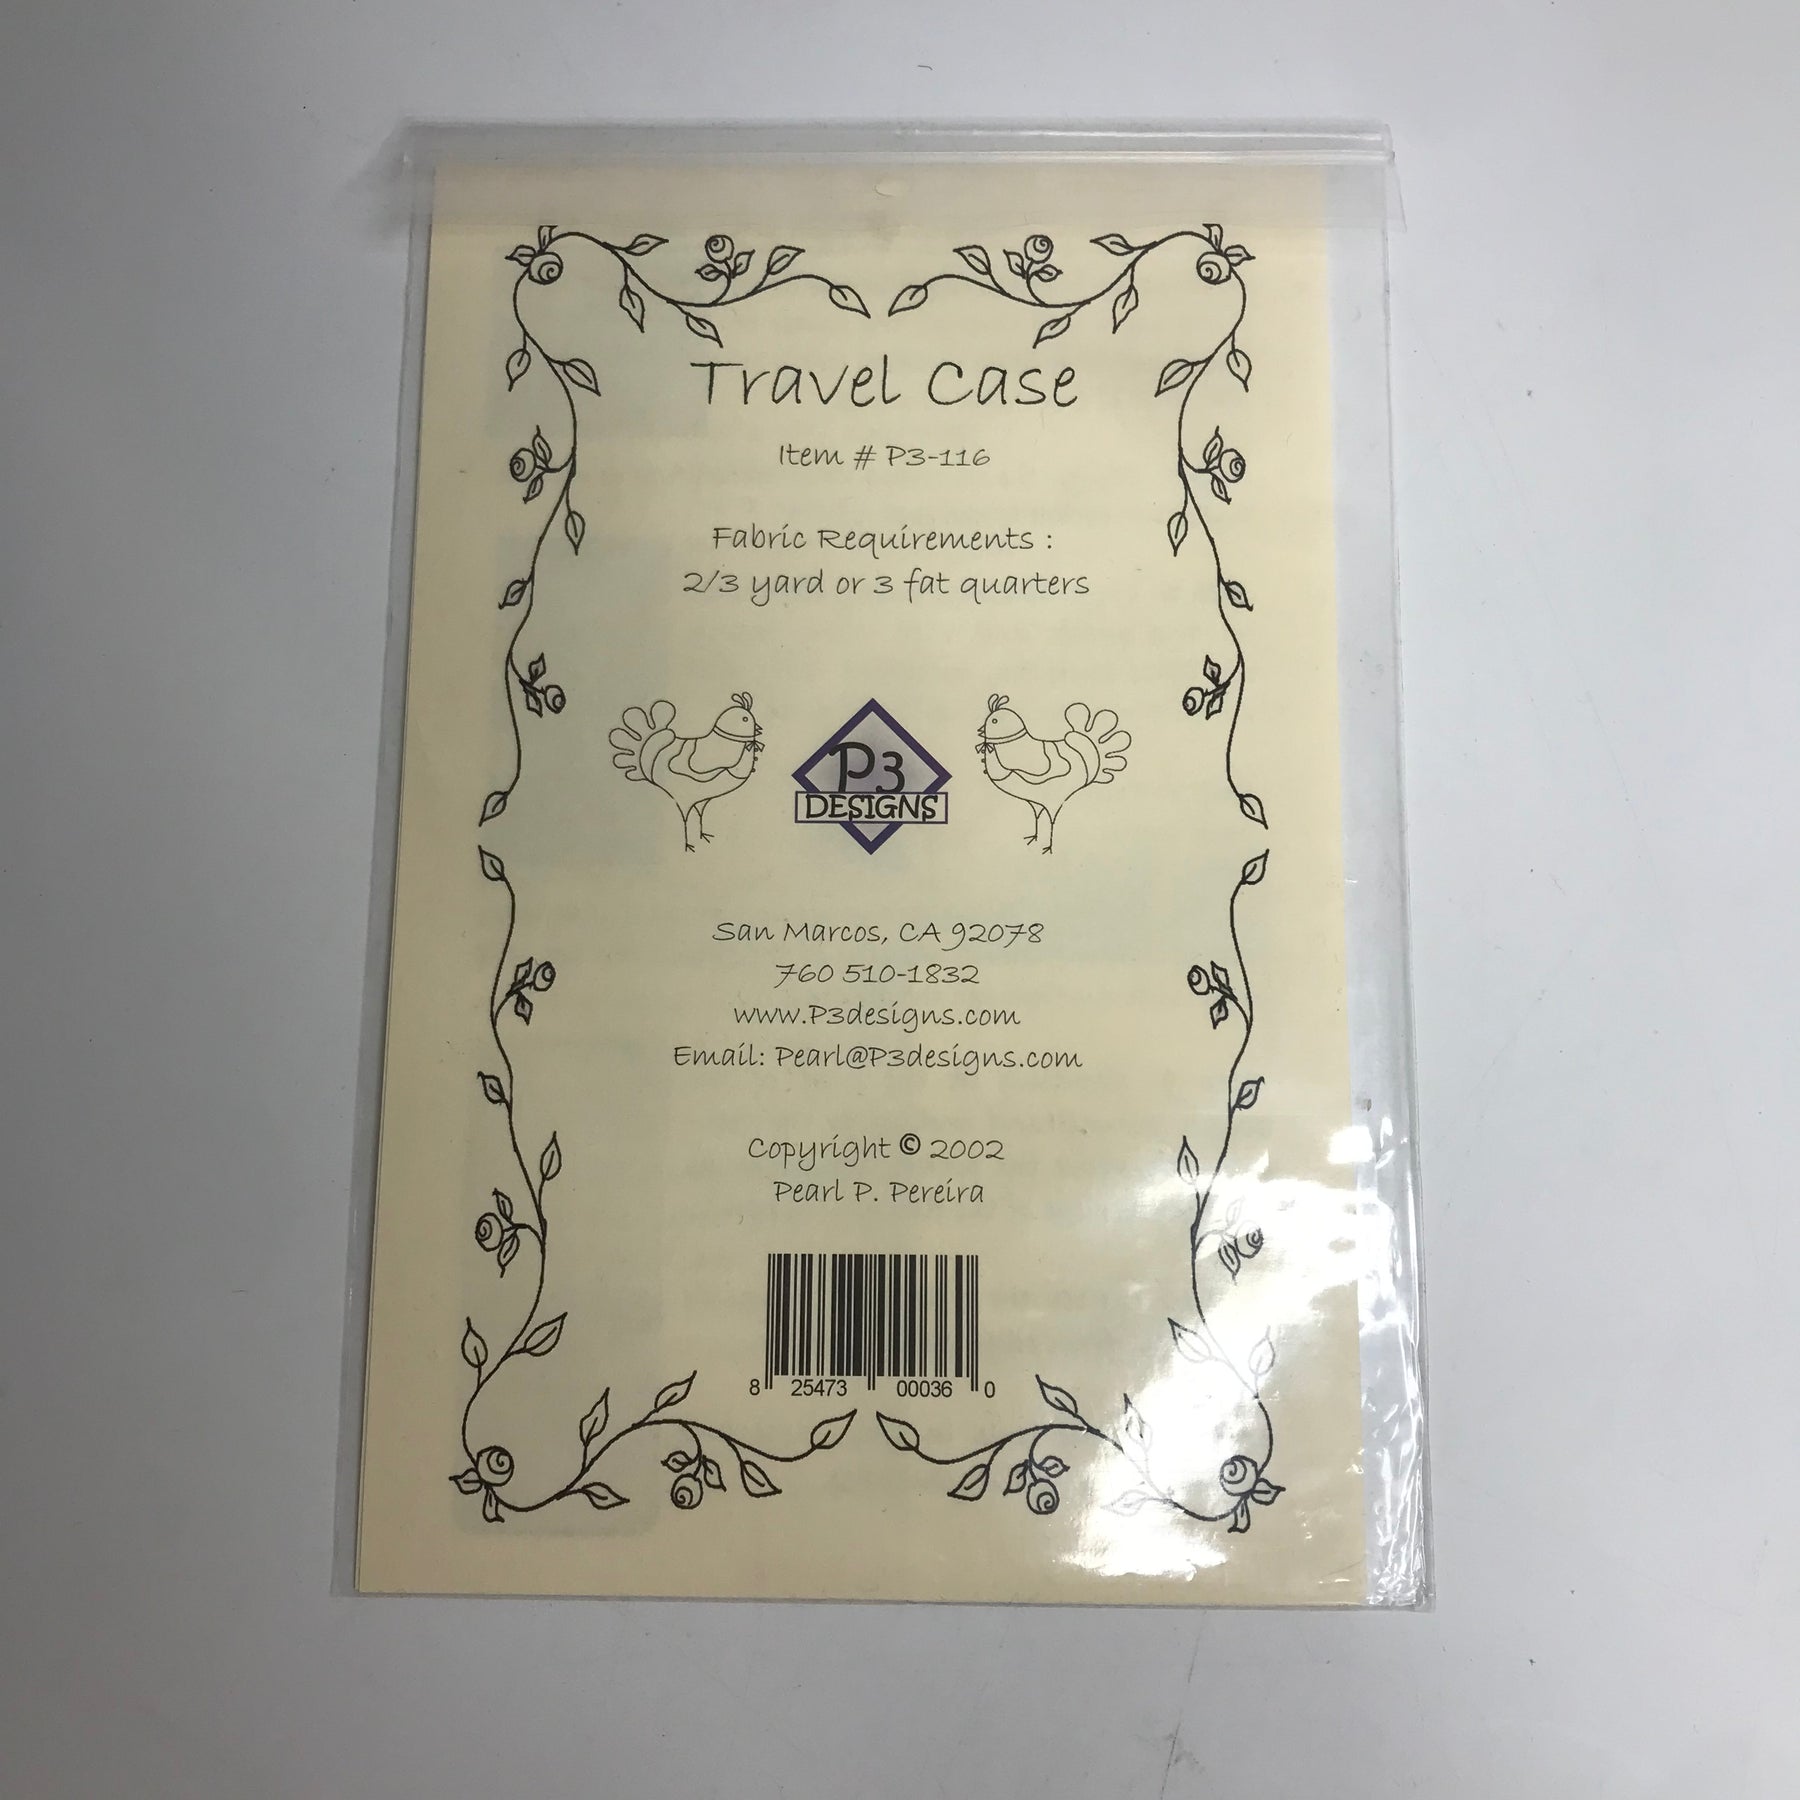 Travel Case
Item # P3-116
Fabric Requirements :
2/3 yard or 3 fat quarters
P3
DESIGNS
San Marcos, CA 92078
760 510-1832
www.P3designs.com
Email: Pearl@P3designs.com
Copyright © 2002
Pearl P. Pereira
8 25473 00036 0